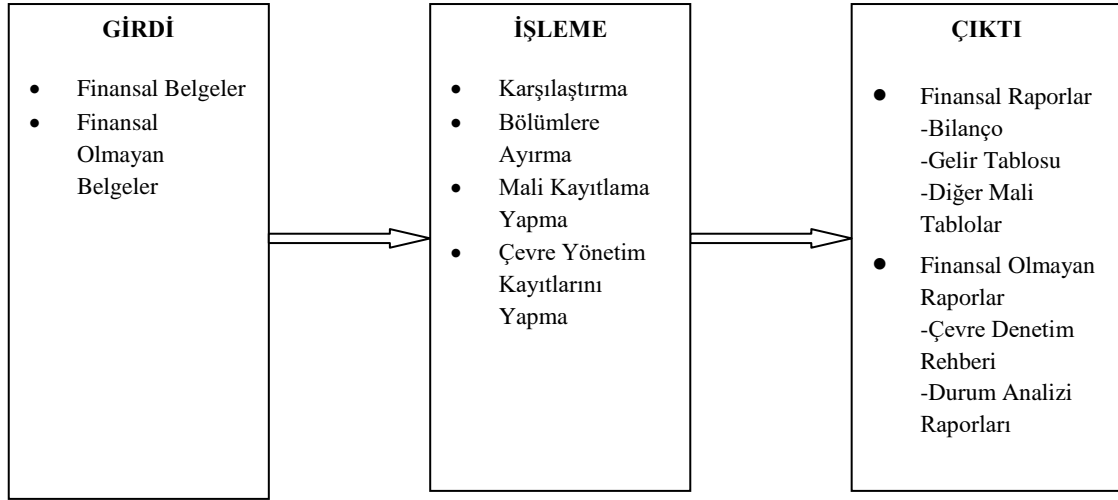 GİRDİ
• Finansal Belgeler
• Finansal
Olmayan
Belgeler
İŞLEME
• Karşılaştırma
• Bölümlere
Ayırma
• Mali Kayıtlama
Yapma
• Çevre Yönetim
Kayıtlarını
Yapma
ÇIKTI
• Finansal Raporlar
-Bilanço
-Gelir Tablosu
-Diğer Mali
Tablolar
• Finansal Olmayan
Raporlar
-Çevre Denetim
Rehberi
-Durum Analizi
Raporları